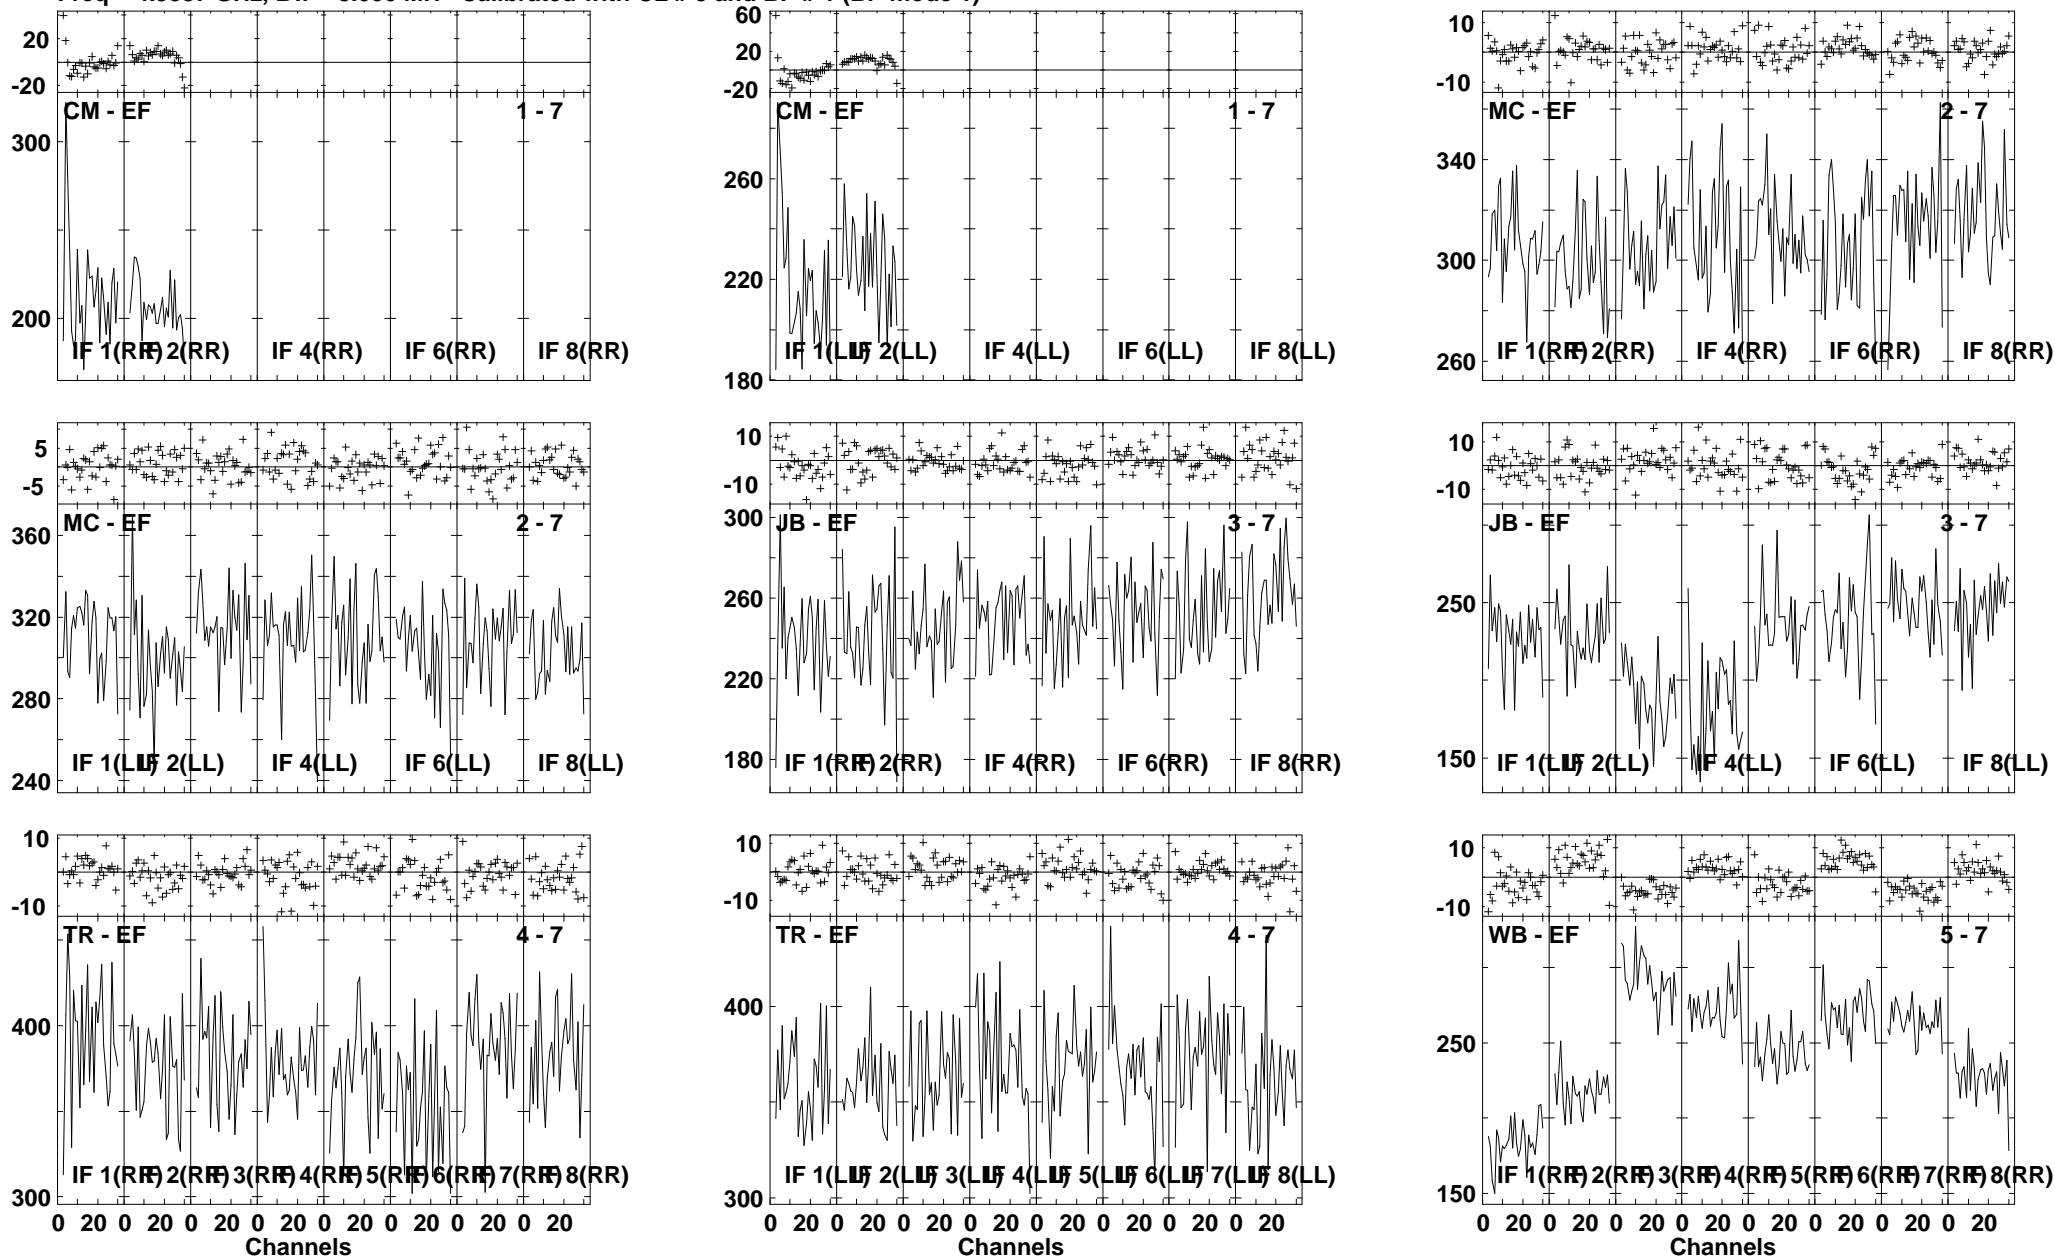 20
-20
CM - EF 1 - 7
300
200
IF 1(RR) IF 2(RR) IF 4(RR) IF 6(RR) IF 8(RR)
60
20
-20
CM - EF 1 - 7
260
220
180
IF 1(LL) IF 2(LL) IF 4(LL) IF 6(LL) IF 8(LL)
10
-10
MC - EF 2 - 7
340
300
260
IF 1(RR) IF 2(RR) IF 4(RR) IF 6(RR) IF 8(RR)
5
-5
MC - EF 2 - 7
360
320
280
240
IF 1(LL) IF 2(LL) IF 4(LL) IF 6(LL) IF 8(LL)
10
-10
JB - EF 3 - 7
300
260
220
180
IF 1(RR) IF 2(RR) IF 4(RR) IF 6(RR) IF 8(RR)
10
-10
JB - EF 3 - 7
250
150
IF 1(LL) IF 2(LL) IF 4(LL) IF 6(LL) IF 8(LL)
10
-10
TR - EF 4 - 7
400
300
IF 1(RR) IF 2(RR) IF 3(RR) IF 4(RR) IF 5(RR) IF 6(RR) IF 7(RR) IF 8(RR)
0 20 0 20 0 20 0 20 0 20 0 20 0 20 0 20
Channels
10
-10
TR - EF 4 - 7
400
300
IF 1(LL) IF 2(LL) IF 3(LL) IF 4(LL) IF 5(LL) IF 6(LL) IF 7(LL) IF 8(LL)
0 20 0 20 0 20 0 20 0 20 0 20 0 20 0 20
Channels
10
-10
WB - EF 5 - 7
250
150
IF 1(RR) IF 2(RR) IF 3(RR) IF 4(RR) IF 5(RR) IF 6(RR) IF 7(RR) IF 8(RR)
0 20 0 20 0 20 0 20 0 20 0 20 0 20 0 20
Channels